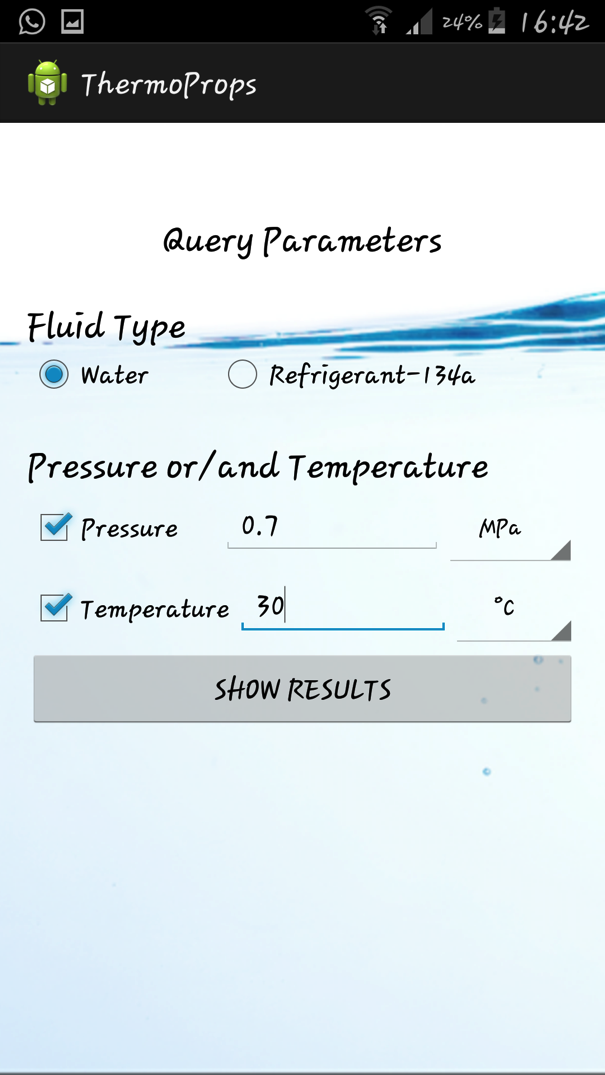 24% 16:42
ThermoProps
Query Parameters
Fluid Type
Water Refrigerant-134a
Pressure or/and Temperature
Pressure 0.7 MPa
Temperature 30 °C
SHOW RESULTS